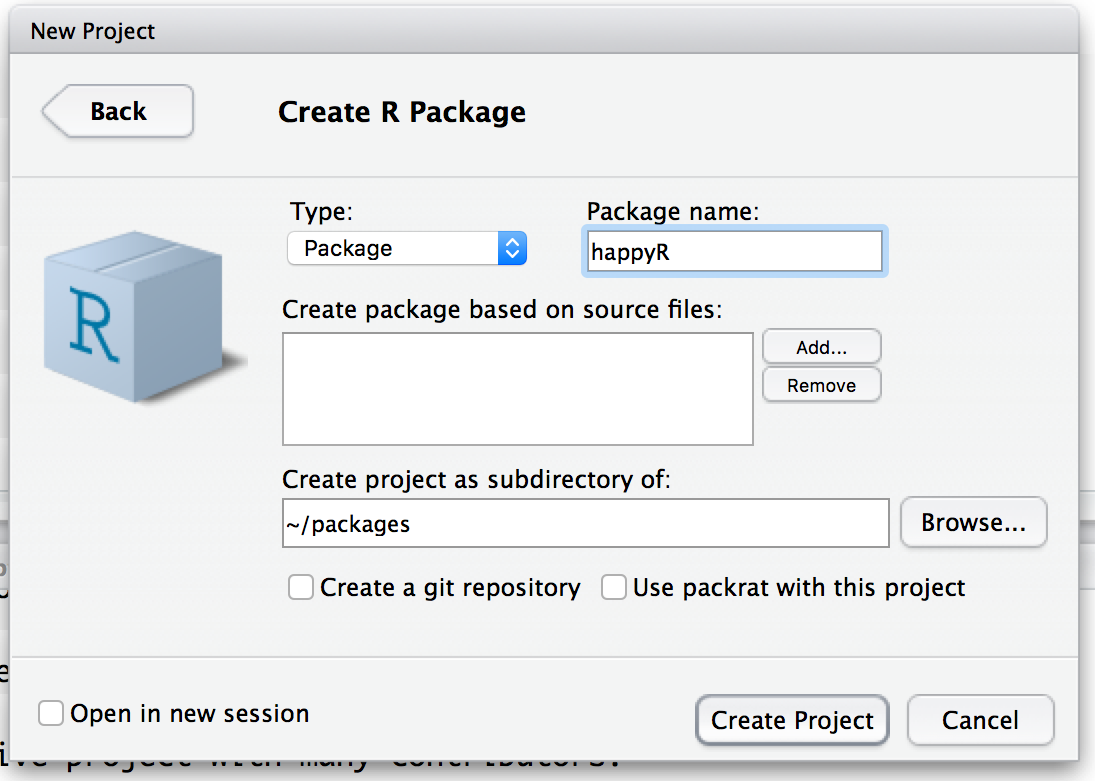 New Project
Back
Create R Package
Type:
Package name:
Package
happyR
R
Create package based on source files:
Add...
Remove
Create project as subdirectory of:
~/packages
Browse...
Create a git repository
Use packrat with this project
Open in new session
Create Project
Cancel
project with many contributors.